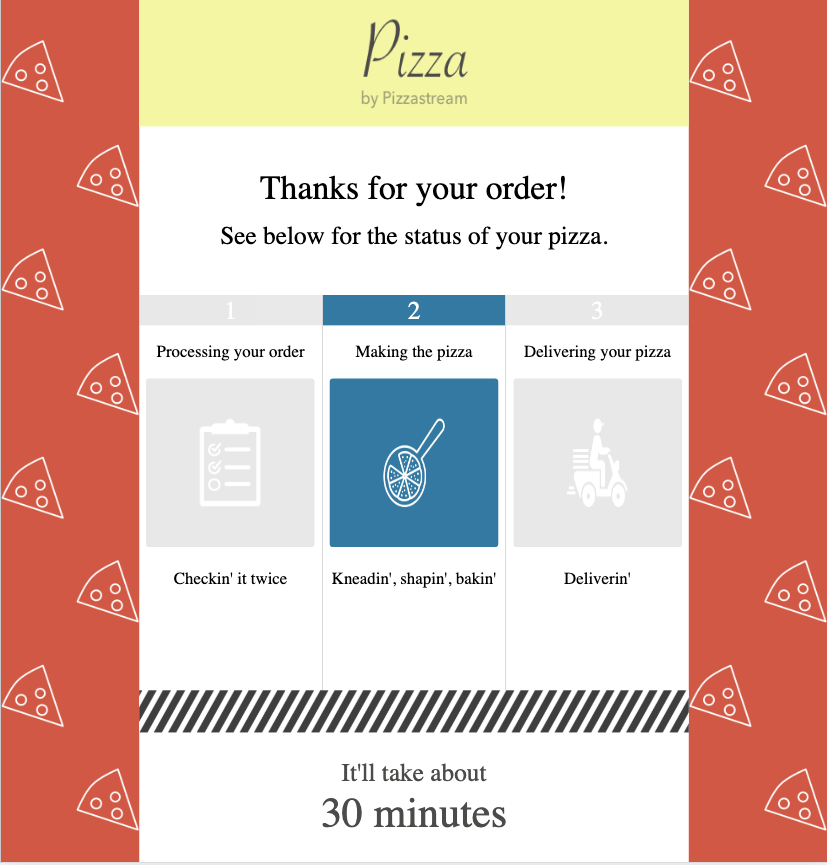 Pizza
by Pizzastream
Thanks for your order!
See below for the status of your pizza.
1
2
3
Processing your order
Making the pizza
Delivering your pizza
Checkin' it twice
Kneadin', shapin', bakin'
Deliverin'
It'll take about
30 minutes